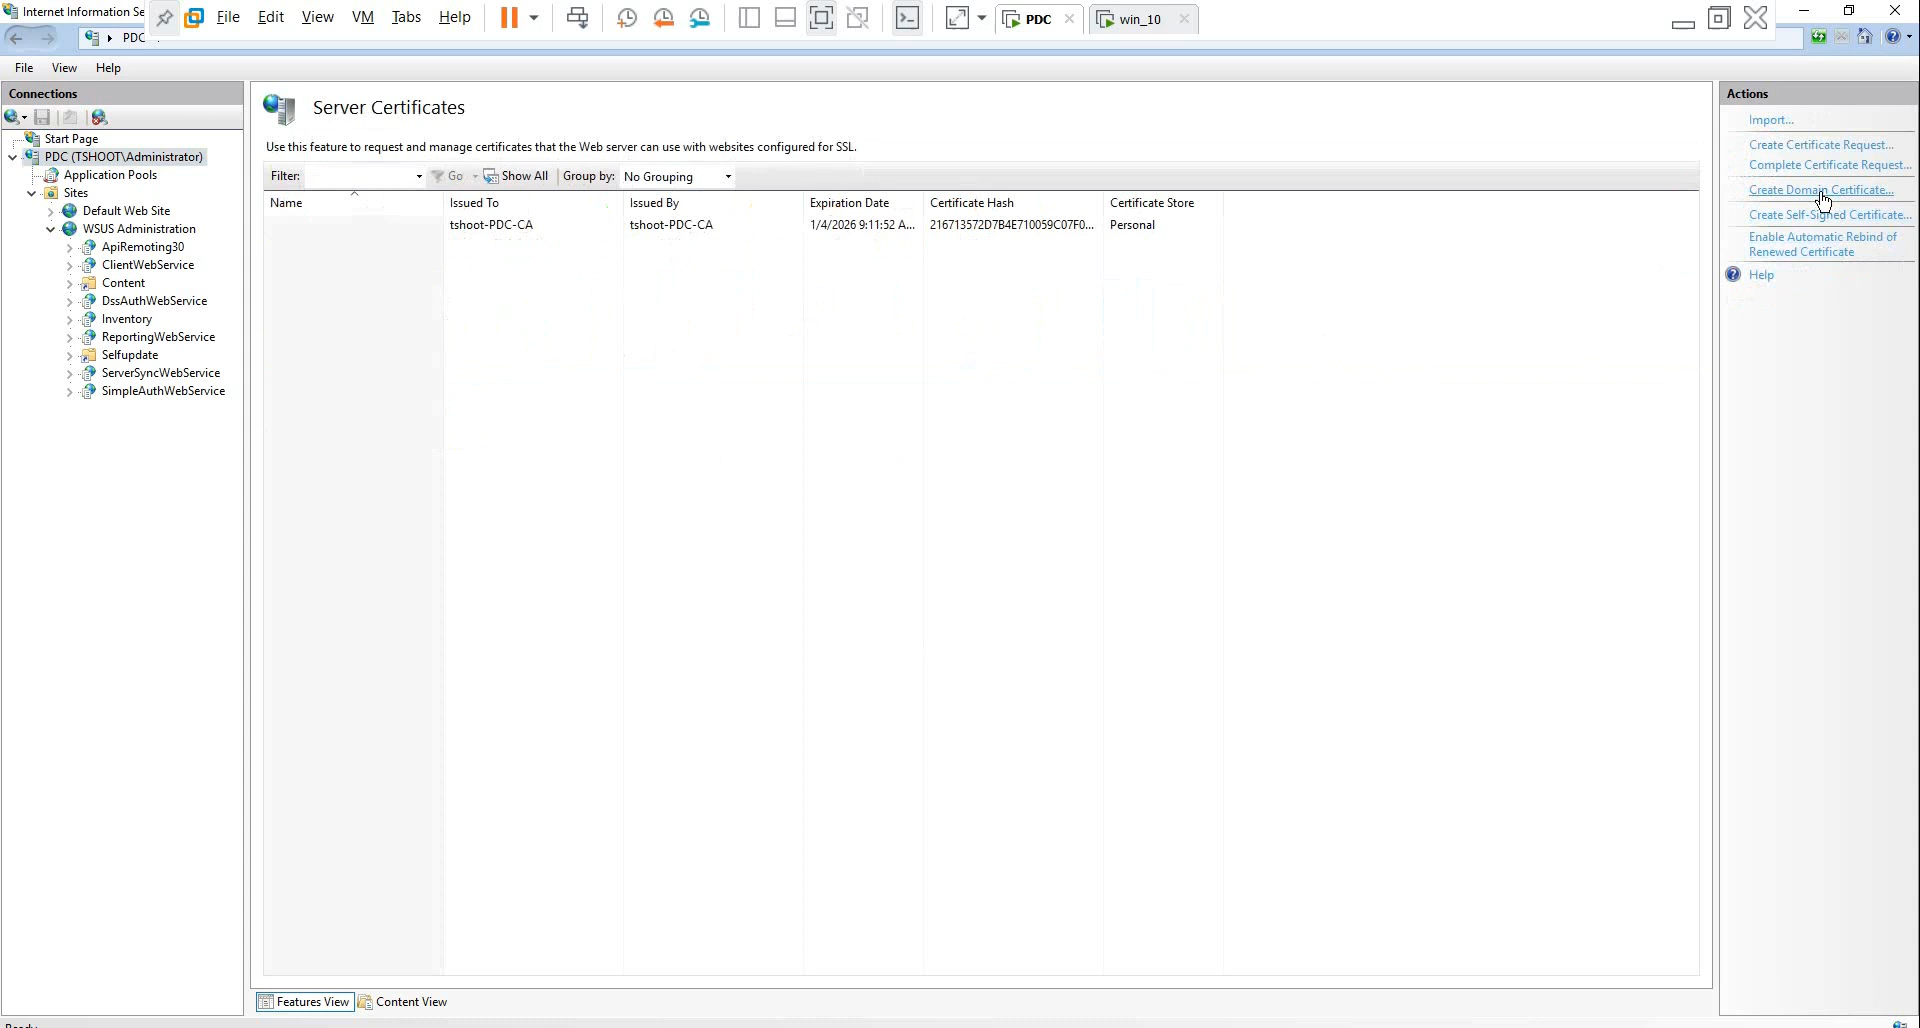 Internet Information Se
File Edit View VM Tabs Help
PDC
win_10
PDC
File View Help
Connections
Start Page
PDC (TSHOOT\Administrator)
Application Pools
Sites
Default Web Site
WSUS Administration
ApiRemoting30
ClientWebService
Content
DssAuthWebService
Inventory
ReportingWebService
Selfupdate
ServerSyncWebService
SimpleAuthWebService
Server Certificates
Use this feature to request and manage certificates that the Web server can use with websites configured for SSL.
Filter: Go Show All Group by: No Grouping
Name Issued To Issued By Expiration Date Certificate Hash Certificate Store
tshoot-PDC-CA tshoot-PDC-CA 1/4/2026 9:11:52 A... 216713572D7B4E710059C07F0... Personal
Features View Content View
Actions
Import...
Create Certificate Request...
Complete Certificate Request...
Create Domain Certificate...
Create Self-Signed Certificate...
Enable Automatic Rebind of
Renewed Certificate
Help